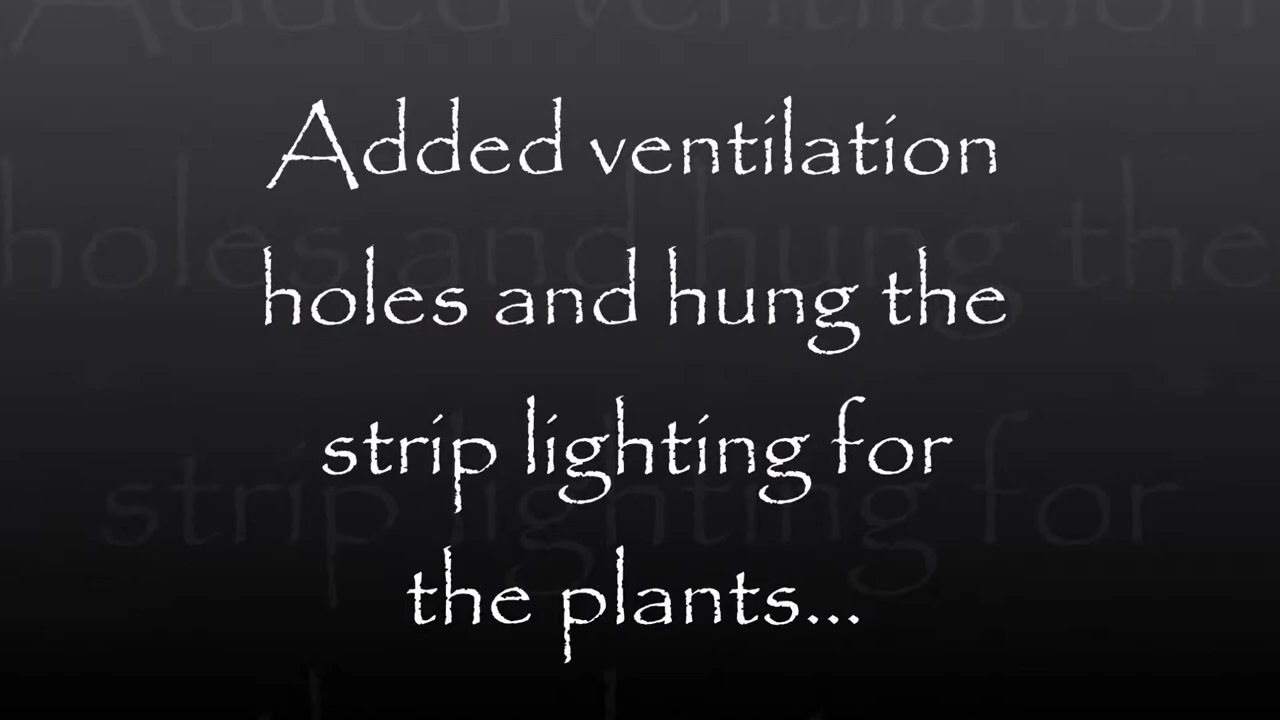 Added ventilation
holes and hung the
strip lighting for
the plants...